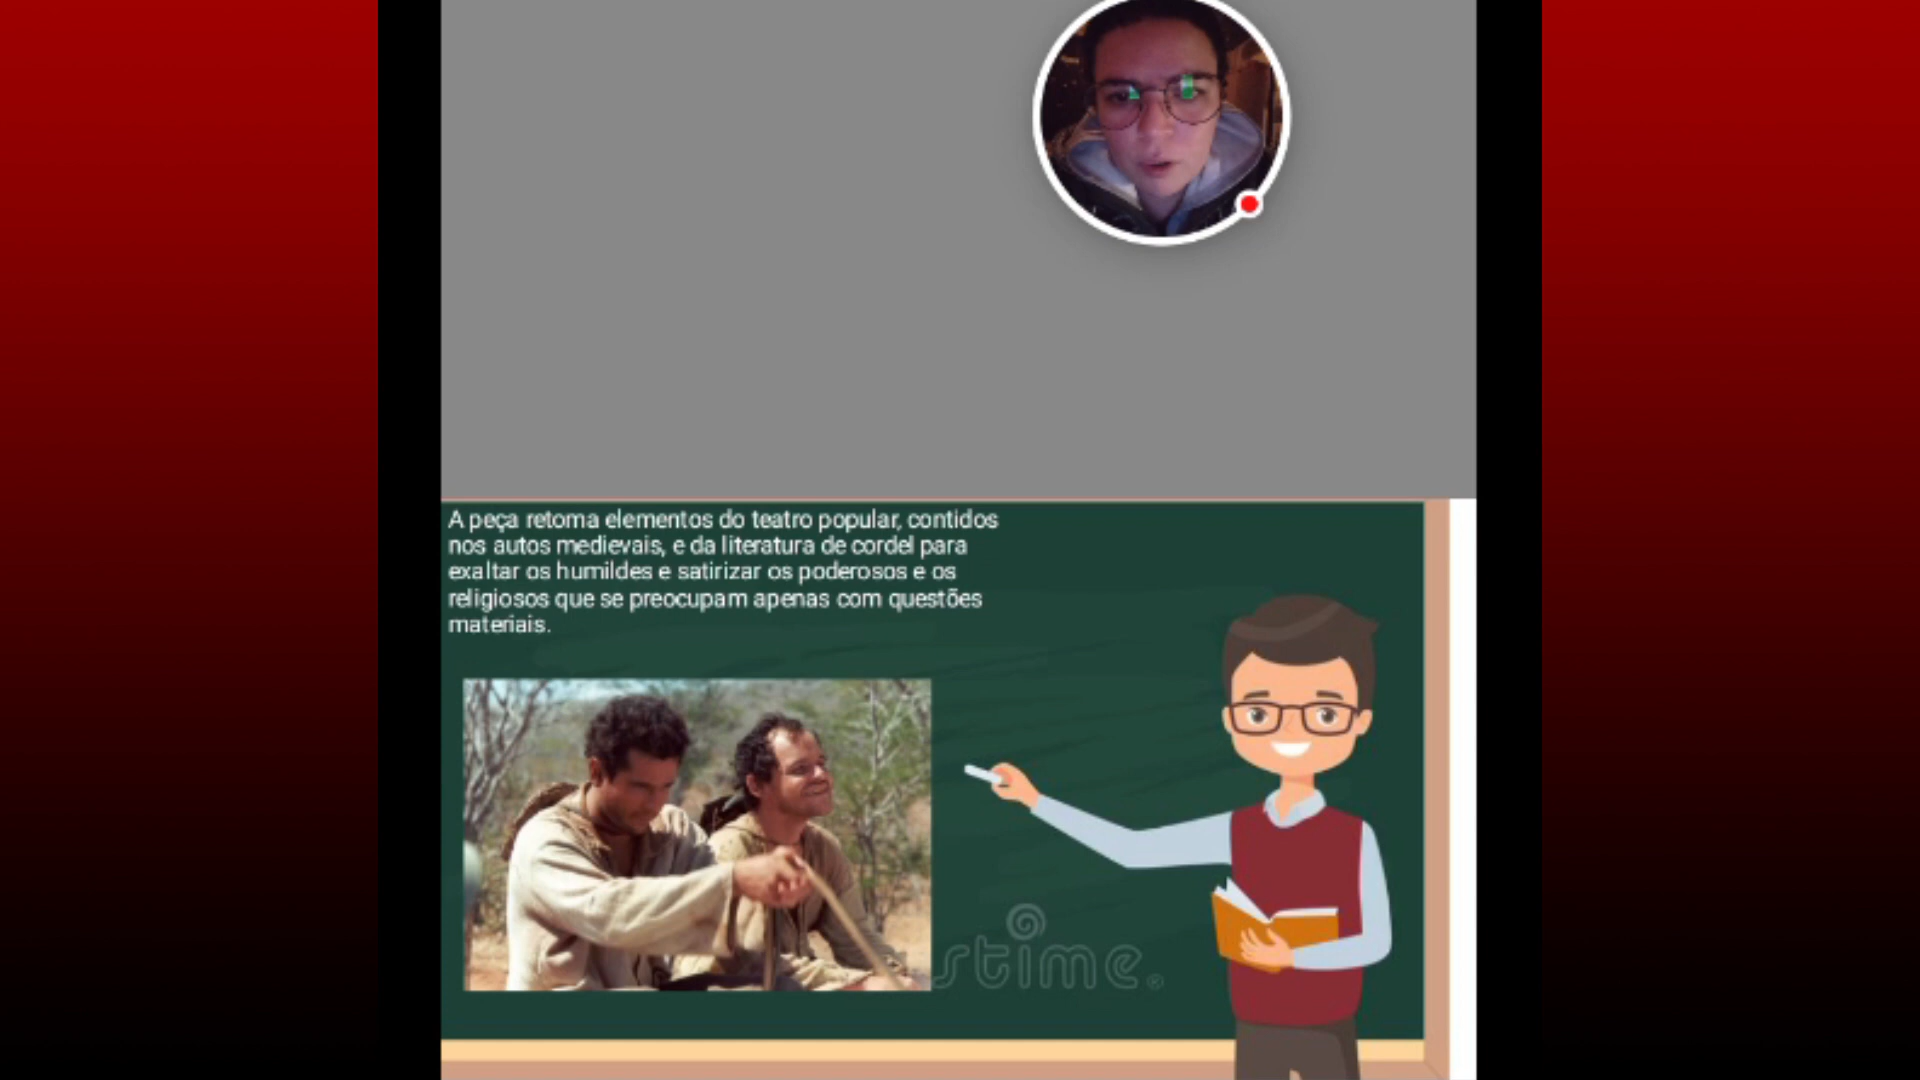 A peça retoma elementos do teatro popular, contidos
nos autos medievais, e da literatura de cordel para
exaltar os humildes e satirizar os poderosos e os
religiosos que se preocupam apenas com questões
materiais.
stime®